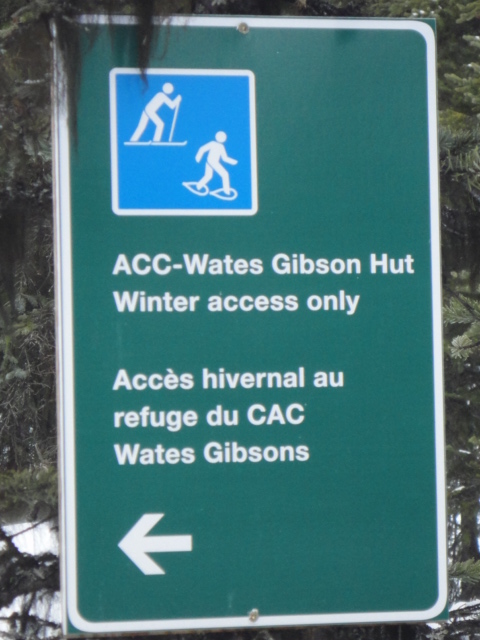 ACC-Wates Gibson Hut
Winter access only
Accès hivernal au
refuge du CAC
Wates Gibsons